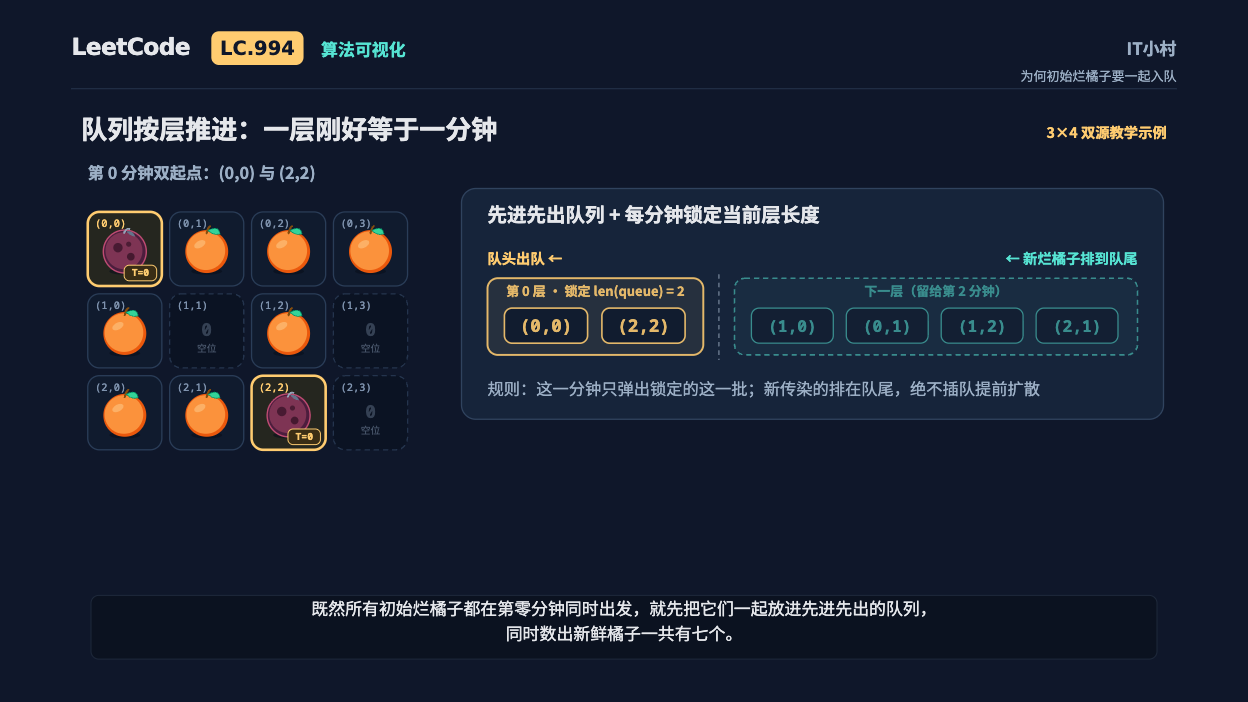 LeetCode LC.994 算法可视化
IT小村
为何初始烂橘子要一起入队
队列按层推进：一层刚好等于一分钟
3×4 双源教学示例
第 0 分钟双起点：(0,0) 与 (2,2)
(0,0) (0,1) (0,2) (0,3)
T=0
(1,0) (1,1) (1,2) (1,3)
0 0
空位 空位
(2,0) (2,1) (2,2) (2,3)
0
T=0 空位
先进先出队列 + 每分钟锁定当前层长度
队头出队 ← ← 新烂橘子排到队尾
第 0 层 · 锁定 len(queue) = 2
(0,0) (2,2)
下一层（留给第 2 分钟）
(1,0) (0,1) (1,2) (2,1)
规则：这一分钟只弹出锁定的这一批；新传染的排在队尾，绝不插队提前扩散
既然所有初始烂橘子都在第零分钟同时出发，就先把它们一起放进先进先出的队列，
同时数出新鲜橘子一共有七个。